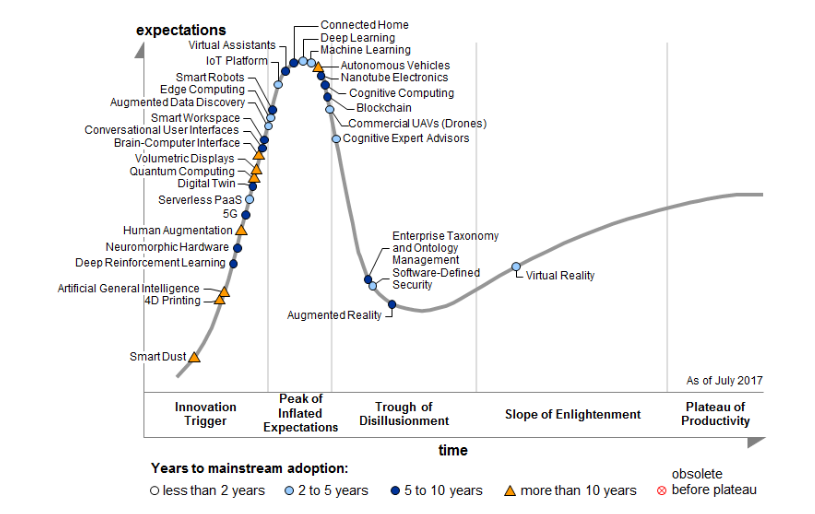 expectations
Connected Home
Deep Learning
Virtual Assistants
Machine Learning
IoT Platform
Autonomous Vehicles
Smart Robots
Nanotube Electronics
Edge Computing
Cognitive Computing
Augmented Data Discovery
Blockchain
Smart Workspace
Commercial UAVs (Drones)
Conversational User Interfaces
Cognitive Expert Advisors
Brain-Computer Interface
Volumetric Displays
Quantum Computing
Digital Twin
Serverless PaaS
5G
Human Augmentation
Enterprise Taxonomy
and Ontology
Management
Neuromorphic Hardware
Deep Reinforcement Learning
Software-Defined
Security
Virtual Reality
Artificial General Intelligence
4D Printing
Augmented Reality
Smart Dust
As of July 2017
Innovation
Trigger
Peak of
Inflated
Expectations
Trough of
Disillusionment
Slope of Enlightenment
Plateau of
Productivity
time
Years to mainstream adoption:
less than 2 years
2 to 5 years
5 to 10 years
more than 10 years
obsolete
before plateau